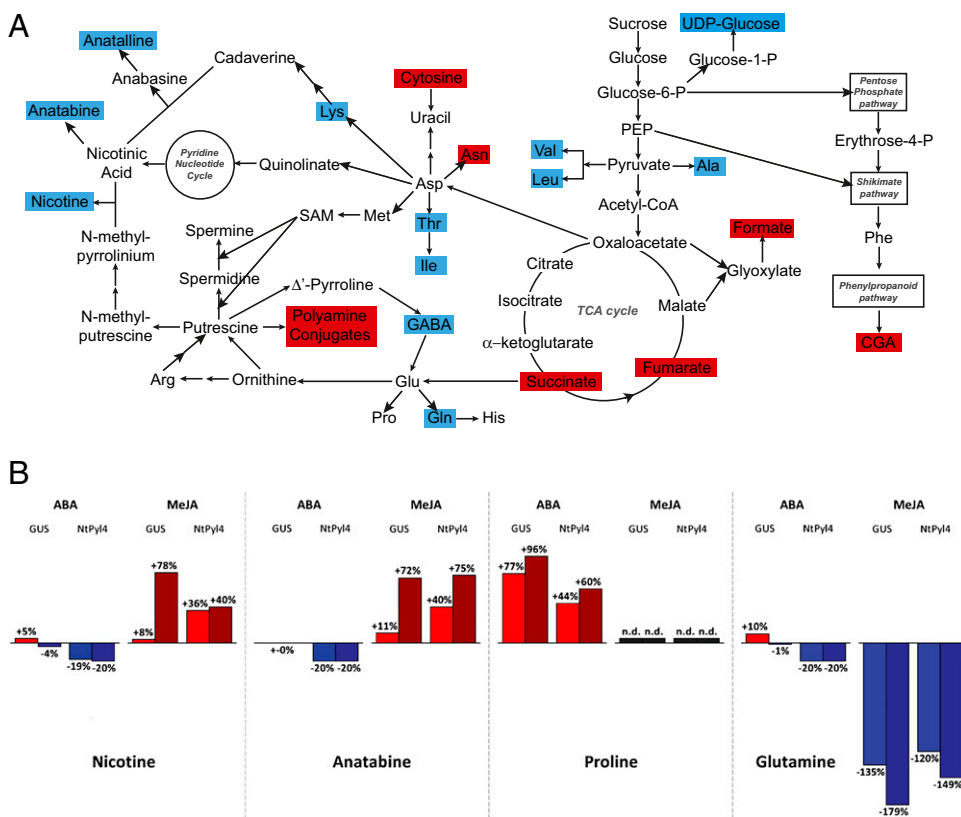 A
Sucrose
UDP-Glucose
Anatalline
Cadaverine
Glucose
Glucose-1-P
Anabasine
Cytosine
Pentose
Phosphate
pathway
Glucose-6-P
Anatabine
Lys
Uracil
PEP
Erythrose-4-P
Nicotinic
Acid
Pyridine
Nucleotide
Cycle
Quinolinate
Asn
Val
Pyruvate
Ala
Leu
Asp
Shikimate
pathway
Nicotine
SAM
Met
Thr
Acetyl-CoA
Spermine
Oxaloacetate
Formate
Phe
N-methyl-
pyrrolinium
Ile
Citrate
Glyoxylate
Spermidine
Δ'-Pyrroline
Isocitrate
TCA cycle
Malate
Phenylpropanoid
pathway
N-methyl-
putrescine
Putrescine
Polyamine
Conjugates
GABA
α–ketoglutarate
CGA
Arg
Ornithine
Glu
Succinate
Fumarate
Pro
Gln
His
B
ABA
MeJA
ABA
MeJA
ABA
MeJA
ABA
MeJA
GUS NtPyl4
GUS NtPyl4
GUS NtPyl4
GUS NtPyl4
GUS NtPyl4
GUS NtPyl4
GUS NtPyl4
GUS NtPyl4
+5% -4% -19% -20%
+8% +78% +36% +40%
+-0% -20% -20%
+11% +72% +40% +75%
+77% +96% +44% +60%
n.d. n.d. n.d. n.d.
+10% -1% -20% -20%
-135% -179% -120% -149%
Nicotine
Anatabine
Proline
Glutamine